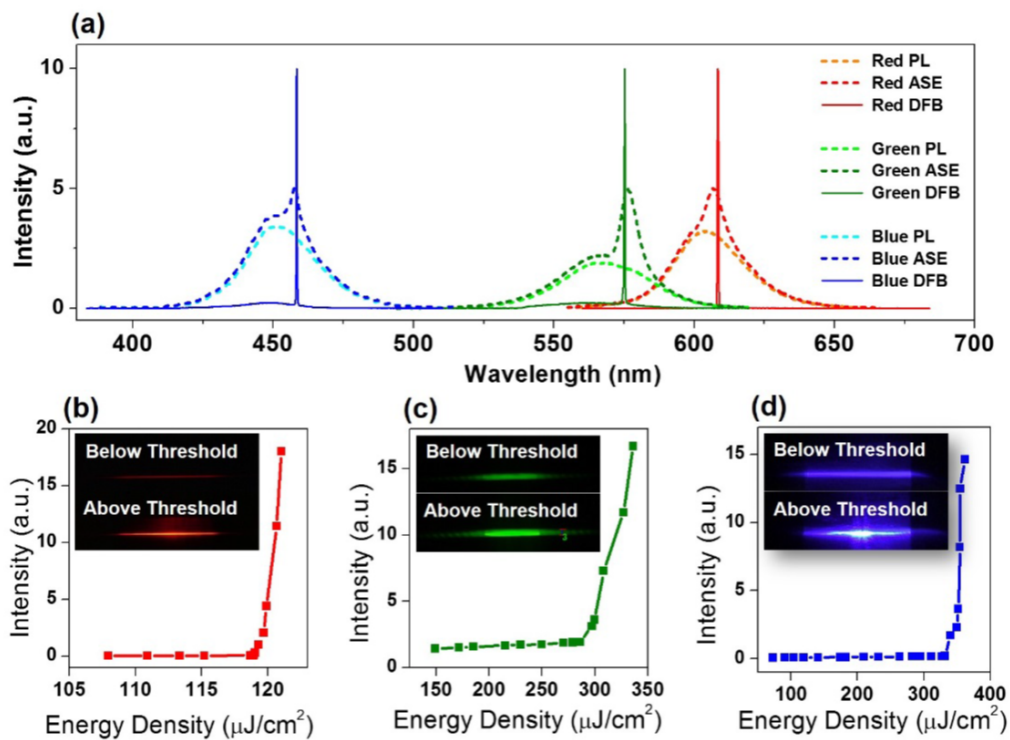 (a)
10
5
0
Intensity (a.u.)
Red PL
Red ASE
Red DFB
Green PL
Green ASE
Green DFB
Blue PL
Blue ASE
Blue DFB
400 450 500 550 600 650 700
Wavelength (nm)
(b)
20
15
10
5
0
Intensity (a.u.)
Below Threshold
Above Threshold
105 110 115 120
Energy Density (μJ/cm²)
(c)
15
10
5
0
Intensity (a.u.)
Below Threshold
Above Threshold
150 200 250 300 350
Energy Density (μJ/cm²)
(d)
15
10
5
0
Intensity (a.u.)
Below Threshold
Above Threshold
100 200 300 400
Energy Density (μJ/cm²)